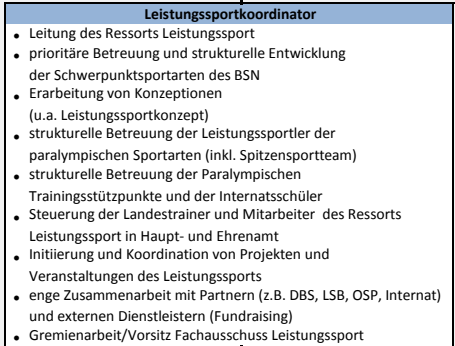 Leistungssportkoordinator
• Leitung des Ressorts Leistungssport
• prioritäre Betreuung und strukturelle Entwicklung
der Schwerpunktsportarten des BSN
• Erarbeitung von Konzeptionen
(u.a. Leistungssportkonzept)
• strukturelle Betreuung der Leistungssportler der
paralympischen Sportarten (inkl. Spitzensportteam)
• strukturelle Betreuung der Paralympischen
Trainingsstützpunkte und der Internatsschüler
• Steuerung der Landestrainer und Mitarbeiter des Ressorts
Leistungssport in Haupt- und Ehrenamt
• Initiierung und Koordination von Projekten und
Veranstaltungen des Leistungssports
• enge Zusammenarbeit mit Partnern (z.B. DBS, LSB, OSP, Internat)
und externen Dienstleistern (Fundraising)
• Gremienarbeit/Vorsitz Fachausschuss Leistungssport